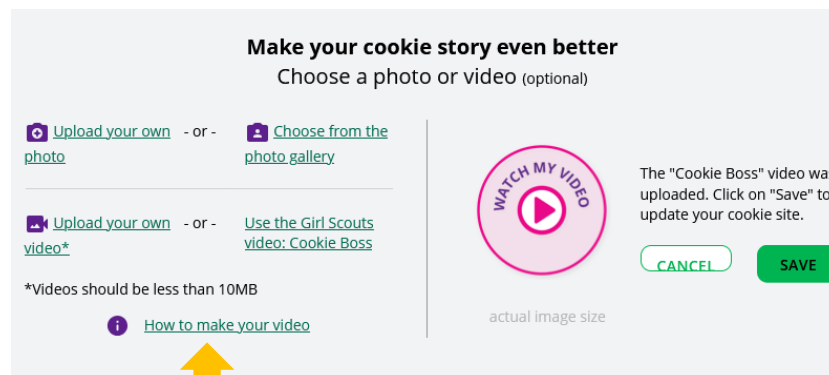 Make your cookie story even better
Choose a photo or video (optional)
Upload your own - or - Choose from the
photo photo gallery
Upload your own - or - Use the Girl Scouts
video* video: Cookie Boss
*Videos should be less than 10MB
How to make your video
WATCH MY VIDEO
actual image size
The "Cookie Boss" video was
uploaded. Click on "Save" to
update your cookie site.
CANCEL SAVE